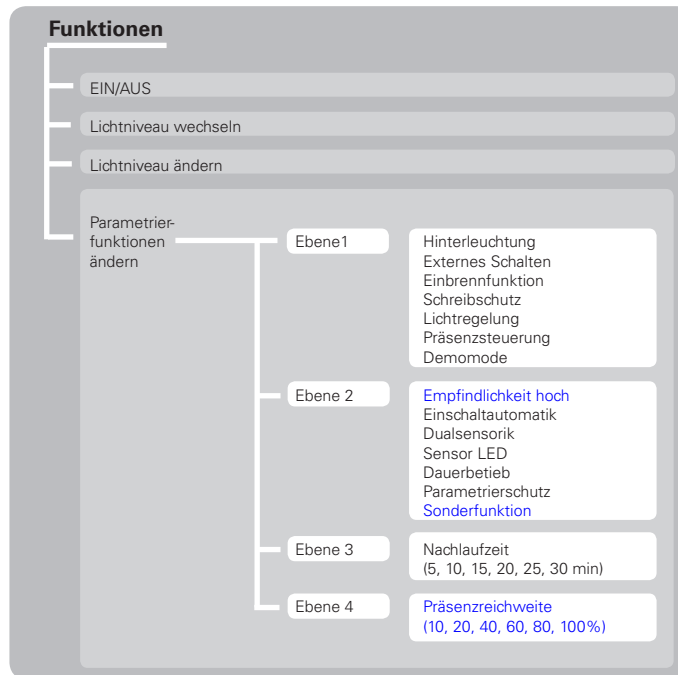 Funktionen
EIN/AUS
Lichtniveau wechseln
Lichtniveau ändern
Parametrier-
funktionen
ändern
Ebene1
Hinterleuchtung
Externes Schalten
Einbrennfunktion
Schreibschutz
Lichtregelung
Präsenzsteuerung
Demomode
Ebene 2
Empfindlichkeit hoch
Einschaltautomatik
Dualsensorik
Sensor LED
Dauerbetieb
Parametrierschutz
Sonderfunktion
Ebene 3
Nachlaufzeit
(5, 10, 15, 20, 25, 30 min)
Ebene 4
Präsenzreichweite
(10, 20, 40, 60, 80, 100%)